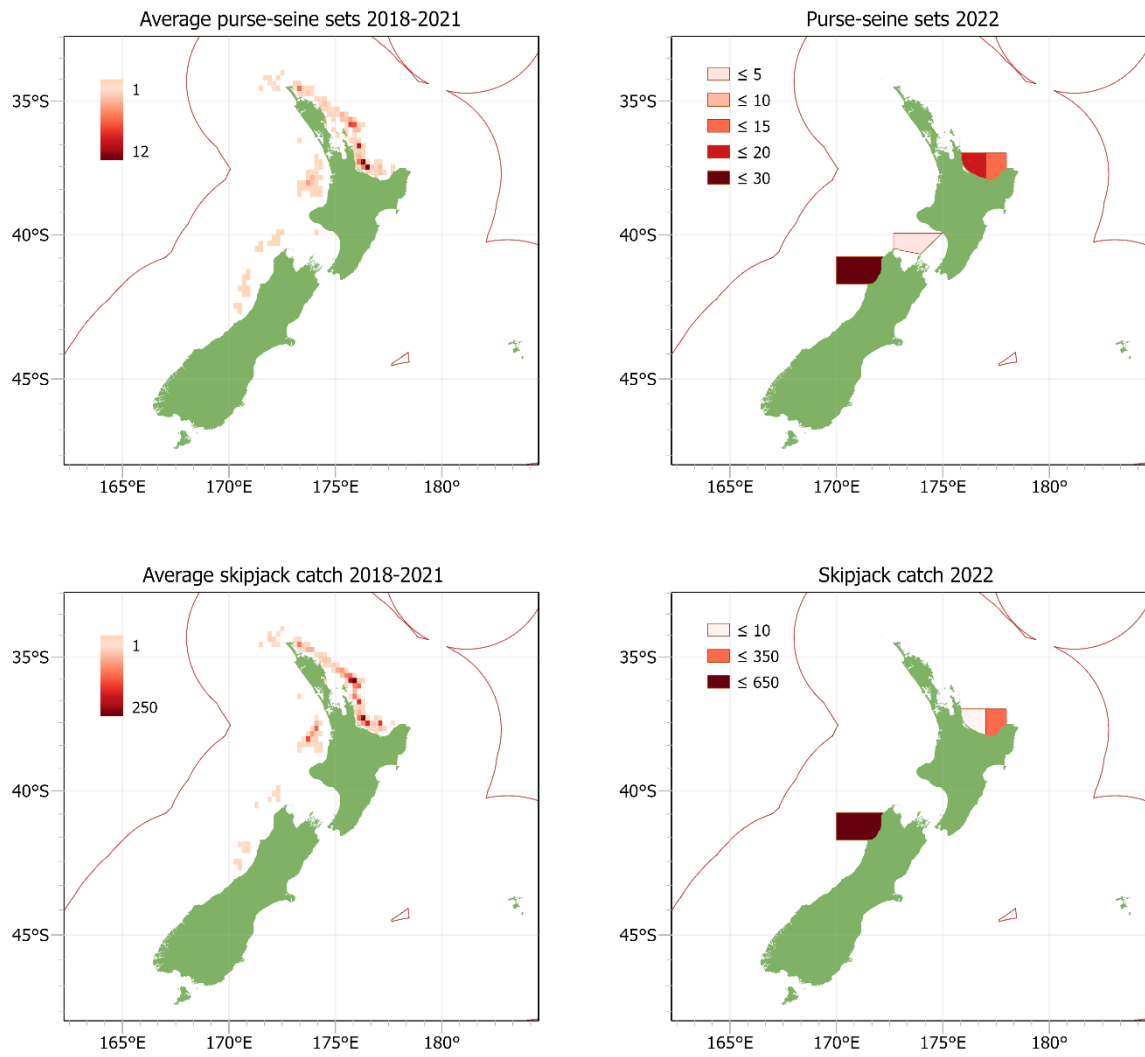 Average purse-seine sets 2018-2021
1
12
35°S
40°S
45°S
165°E
170°E
175°E
180°
Purse-seine sets 2022
≤ 5
≤ 10
≤ 15
≤ 20
≤ 30
35°S
40°S
45°S
165°E
170°E
175°E
180°
Average skipjack catch 2018-2021
1
250
35°S
40°S
45°S
165°E
170°E
175°E
180°
Skipjack catch 2022
≤ 10
≤ 350
≤ 650
35°S
40°S
45°S
165°E
170°E
175°E
180°